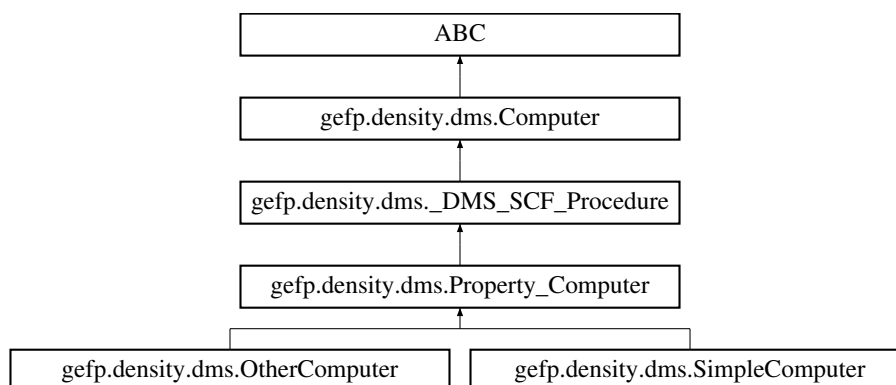 ABC
gefp.density.dms.Computer
gefp.density.dms._DMS_SCF_Procedure
gefp.density.dms.Property_Computer
gefp.density.dms.OtherComputer
gefp.density.dms.SimpleComputer